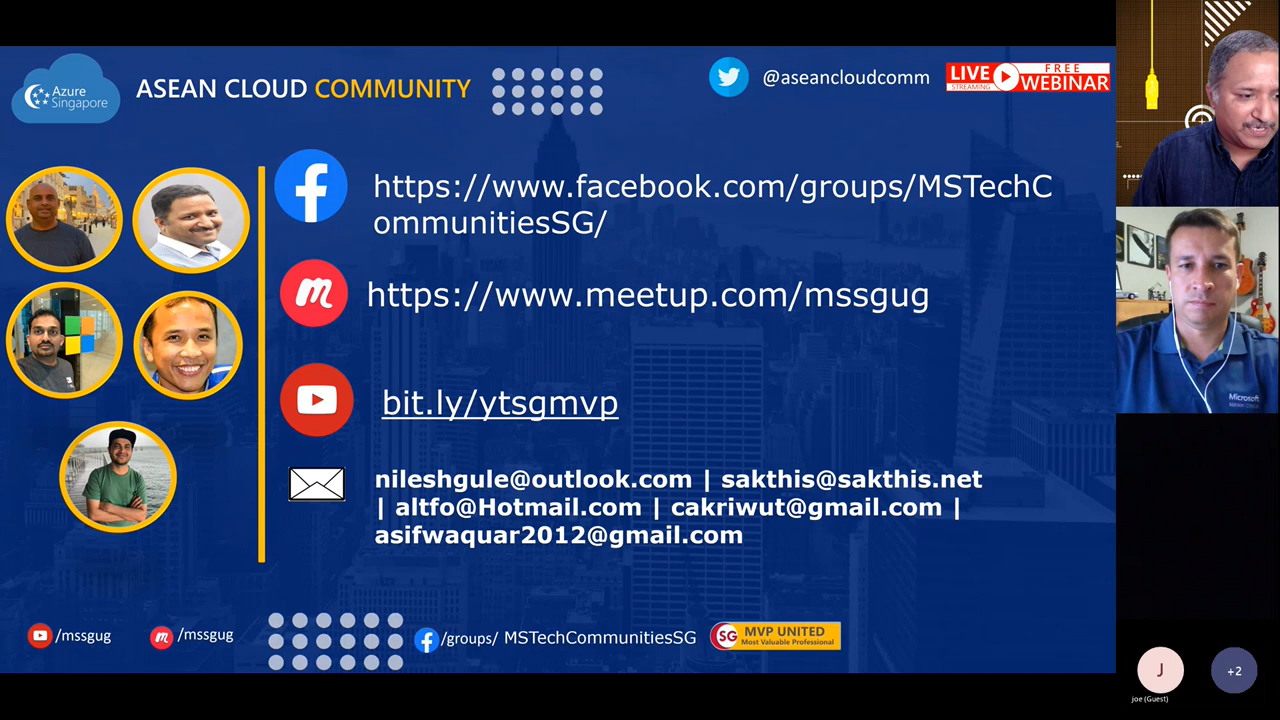 Azure
Singapore
ASEAN CLOUD COMMUNITY
@aseancloudcomm
LIVE
STREAMING
FREE
WEBINAR
https://www.facebook.com/groups/MSTechC
ommunitiesSG/
https://www.meetup.com/mssgug
bit.ly/ytsgmvp
nileshgule@outlook.com | sakthis@sakthis.net
| altfo@Hotmail.com | cakriwut@gmail.com |
asifwaquar2012@gmail.com
/mssgug
/mssgug
/groups/ MSTechCommunitiesSG
SG
MVP UNITED
Most Valuable Professional
Microsoft
J
+2
joe (Guest)